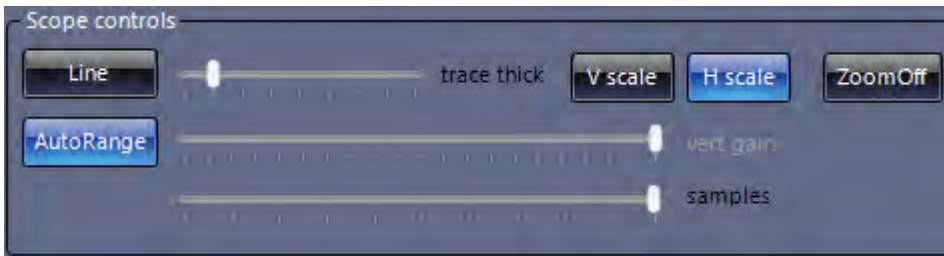 Scope controls
Line trace thick V scale H scale ZoomOff
AutoRange vert gain
samples